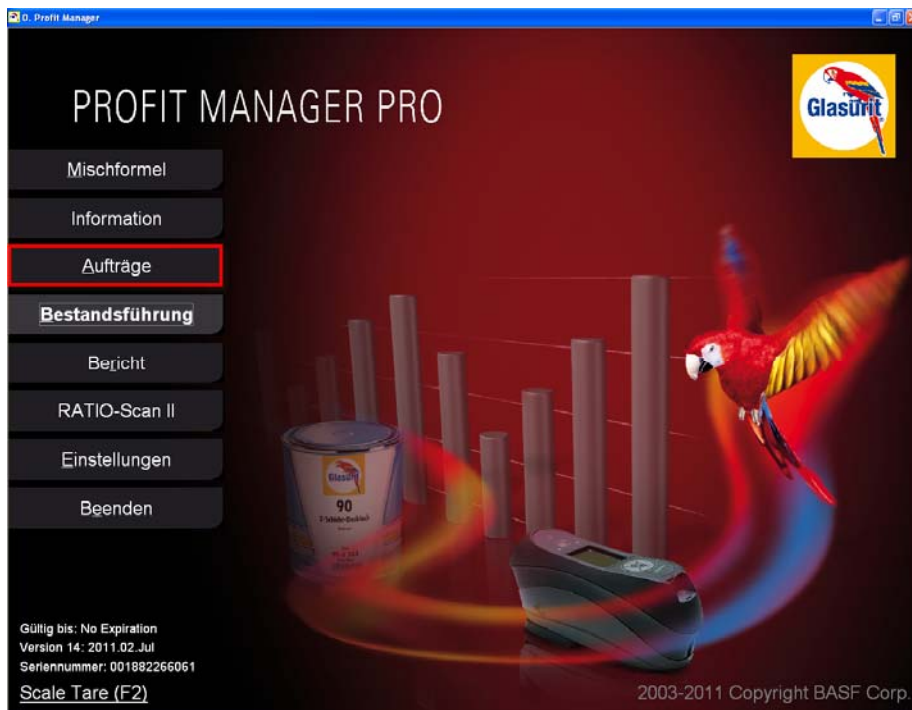 O. Profit Manager
PROFIT MANAGER PRO
Glasurit
Mischformel
Information
Aufträge
Bestandsführung
Bericht
RATIO-Scan II
Einstellungen
Beenden
Glasurit
90
Gültig bis: No Expiration
Version 14: 2011.02.Jul
Seriennummer: 001882266061
Scale Tare (F2)
2003-2011 Copyright BASF Corp.